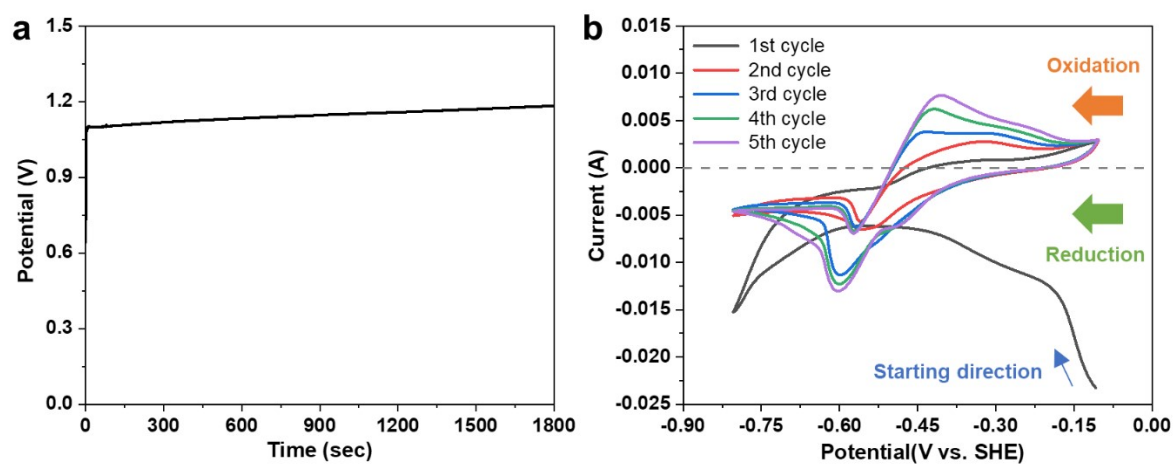 a
1.5
1.2
0.9
0.6
0.3
0.0
Potential (V)
0
300
600
900
1200
1500
1800
Time (sec)
b
0.015
0.010
0.005
0.000
-0.005
-0.010
-0.015
-0.020
-0.025
Current (A)
1st cycle
2nd cycle
3rd cycle
4th cycle
5th cycle
Oxidation
Reduction
Starting direction
-0.90
-0.75
-0.60
-0.45
-0.30
-0.15
0.00
Potential(V vs. SHE)